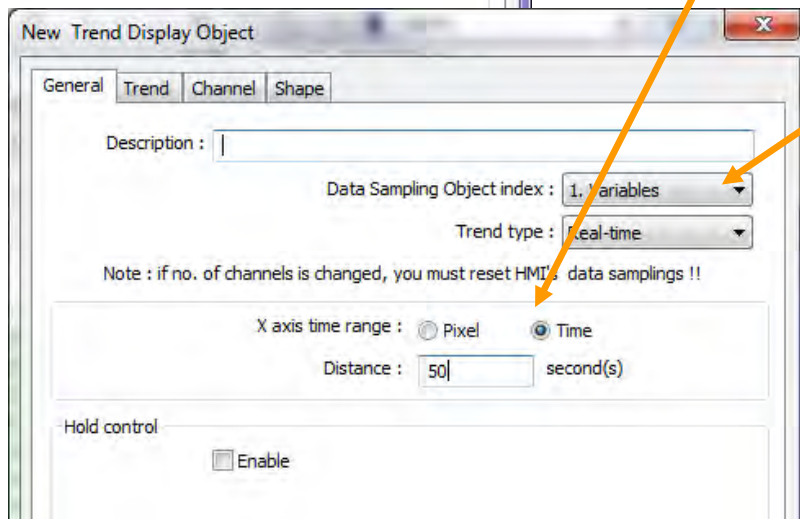 New Trend Display Object
General Trend Channel Shape
Description :
Data Sampling Object index : 1. Variables
Trend type : Real-time
Note : if no. of channels is changed, you must reset HMI's data samplings !!
X axis time range : Pixel Time
Distance : 50 second(s)
Hold control
Enable